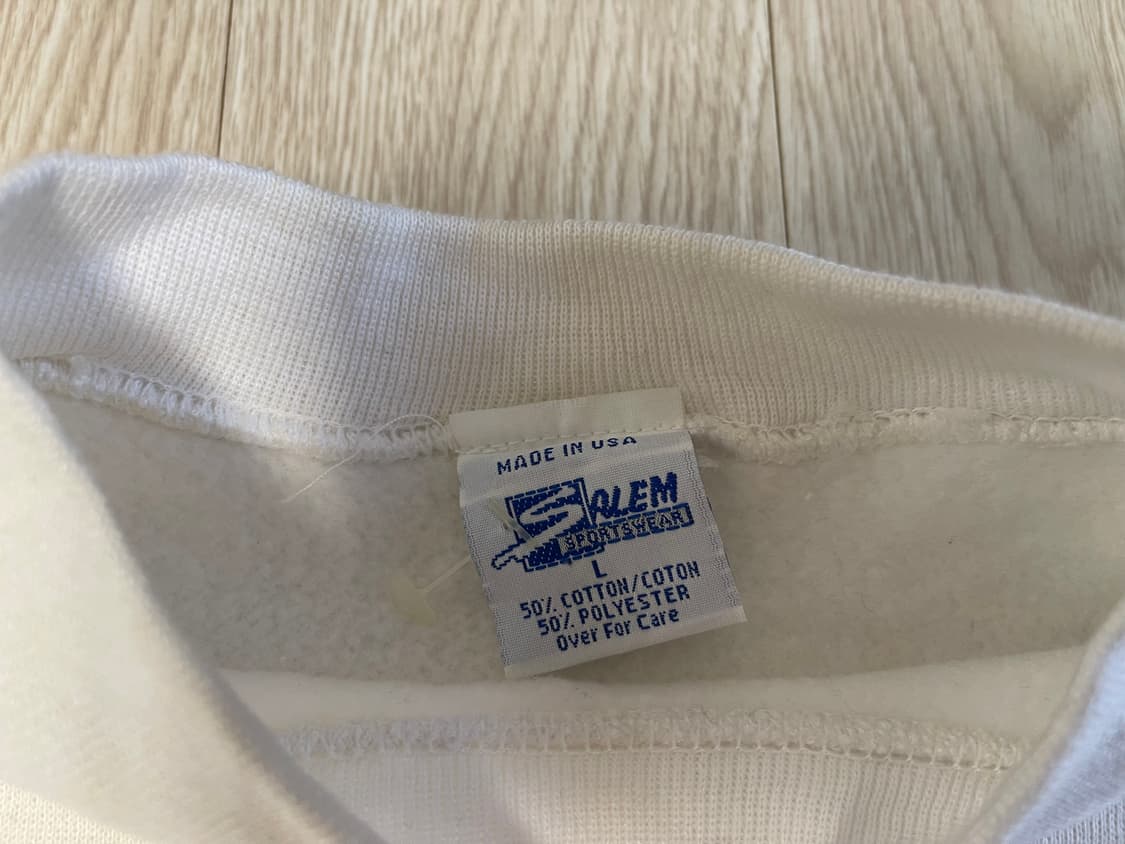 MADE IN USA
SALEM
SPORTSWEAR
L
50% COTTON/COTON
50% POLYESTER
Over For Care